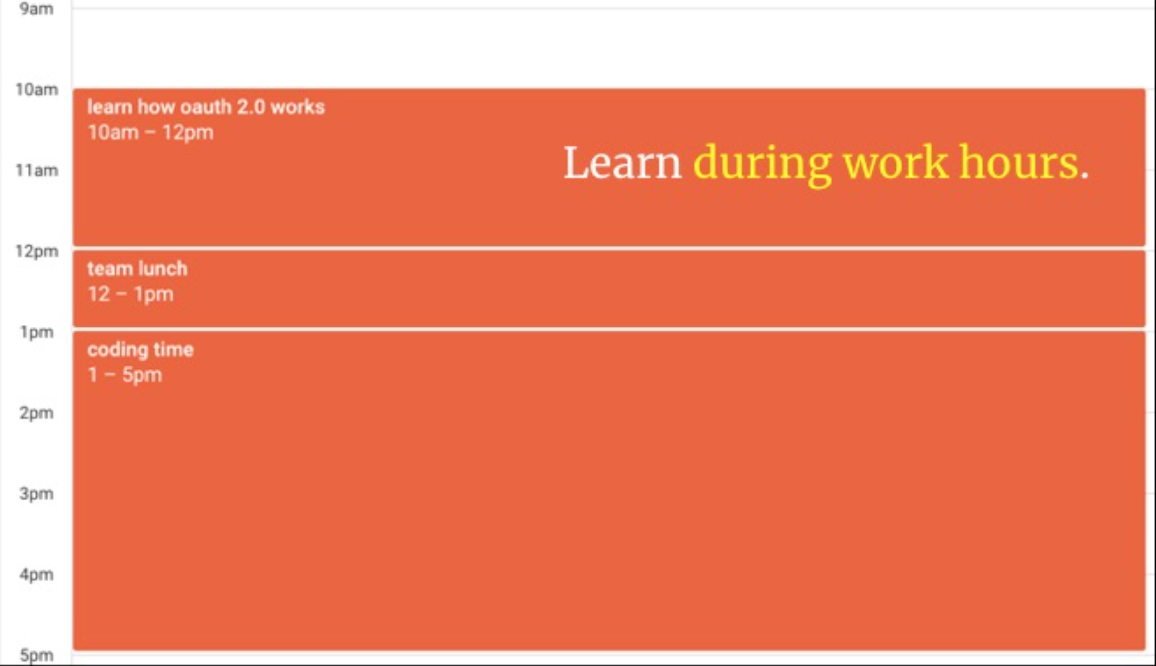 9am
10am
learn how oauth 2.0 works
10am – 12pm
Learn during work hours.
11am
12pm
team lunch
12 – 1pm
1pm
coding time
1 – 5pm
2pm
3pm
4pm
5pm